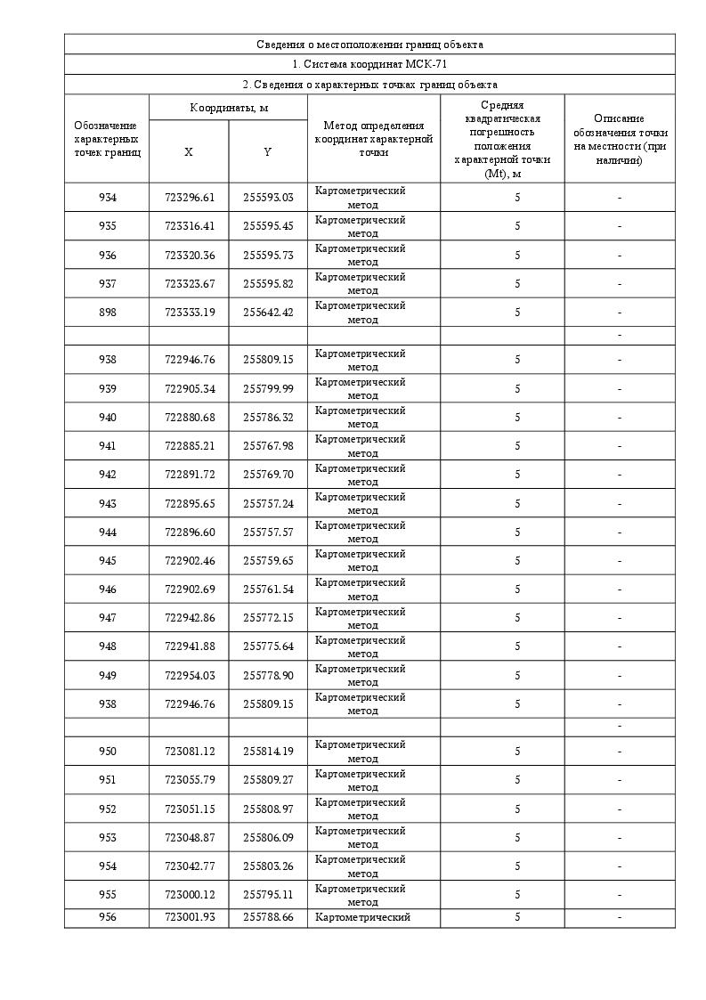 Сведения о местоположении границ объекта
1. Система координат МСК-71
2. Сведения о характерных точках границ объекта
Обозначение характерных точек границ
Координаты, м
X
Y
Метод определения координат характерной точки
Средняя квадратическая погрешность положения характерной точки (Mt), м
Описание обозначения точки на местности (при наличии)
934 723296.61 255593.03 Картометрический метод 5 -
935 723316.41 255595.45 Картометрический метод 5 -
936 723320.36 255595.73 Картометрический метод 5 -
937 723323.67 255595.82 Картометрический метод 5 -
898 723333.19 255642.42 Картометрический метод 5 -
-
938 722946.76 255809.15 Картометрический метод 5 -
939 722905.34 255799.99 Картометрический метод 5 -
940 722880.68 255786.32 Картометрический метод 5 -
941 722885.21 255767.98 Картометрический метод 5 -
942 722891.72 255769.70 Картометрический метод 5 -
943 722895.65 255757.24 Картометрический метод 5 -
944 722896.60 255757.57 Картометрический метод 5 -
945 722902.46 255759.65 Картометрический метод 5 -
946 722902.69 255761.54 Картометрический метод 5 -
947 722942.86 255772.15 Картометрический метод 5 -
948 722941.88 255775.64 Картометрический метод 5 -
949 722954.03 255778.90 Картометрический метод 5 -
938 722946.76 255809.15 Картометрический метод 5 -
-
950 723081.12 255814.19 Картометрический метод 5 -
951 723055.79 255809.27 Картометрический метод 5 -
952 723051.15 255808.97 Картометрический метод 5 -
953 723048.87 255806.09 Картометрический метод 5 -
954 723042.77 255803.26 Картометрический метод 5 -
955 723000.12 255795.11 Картометрический метод 5 -
956 723001.93 255788.66 Картометрический 5 -